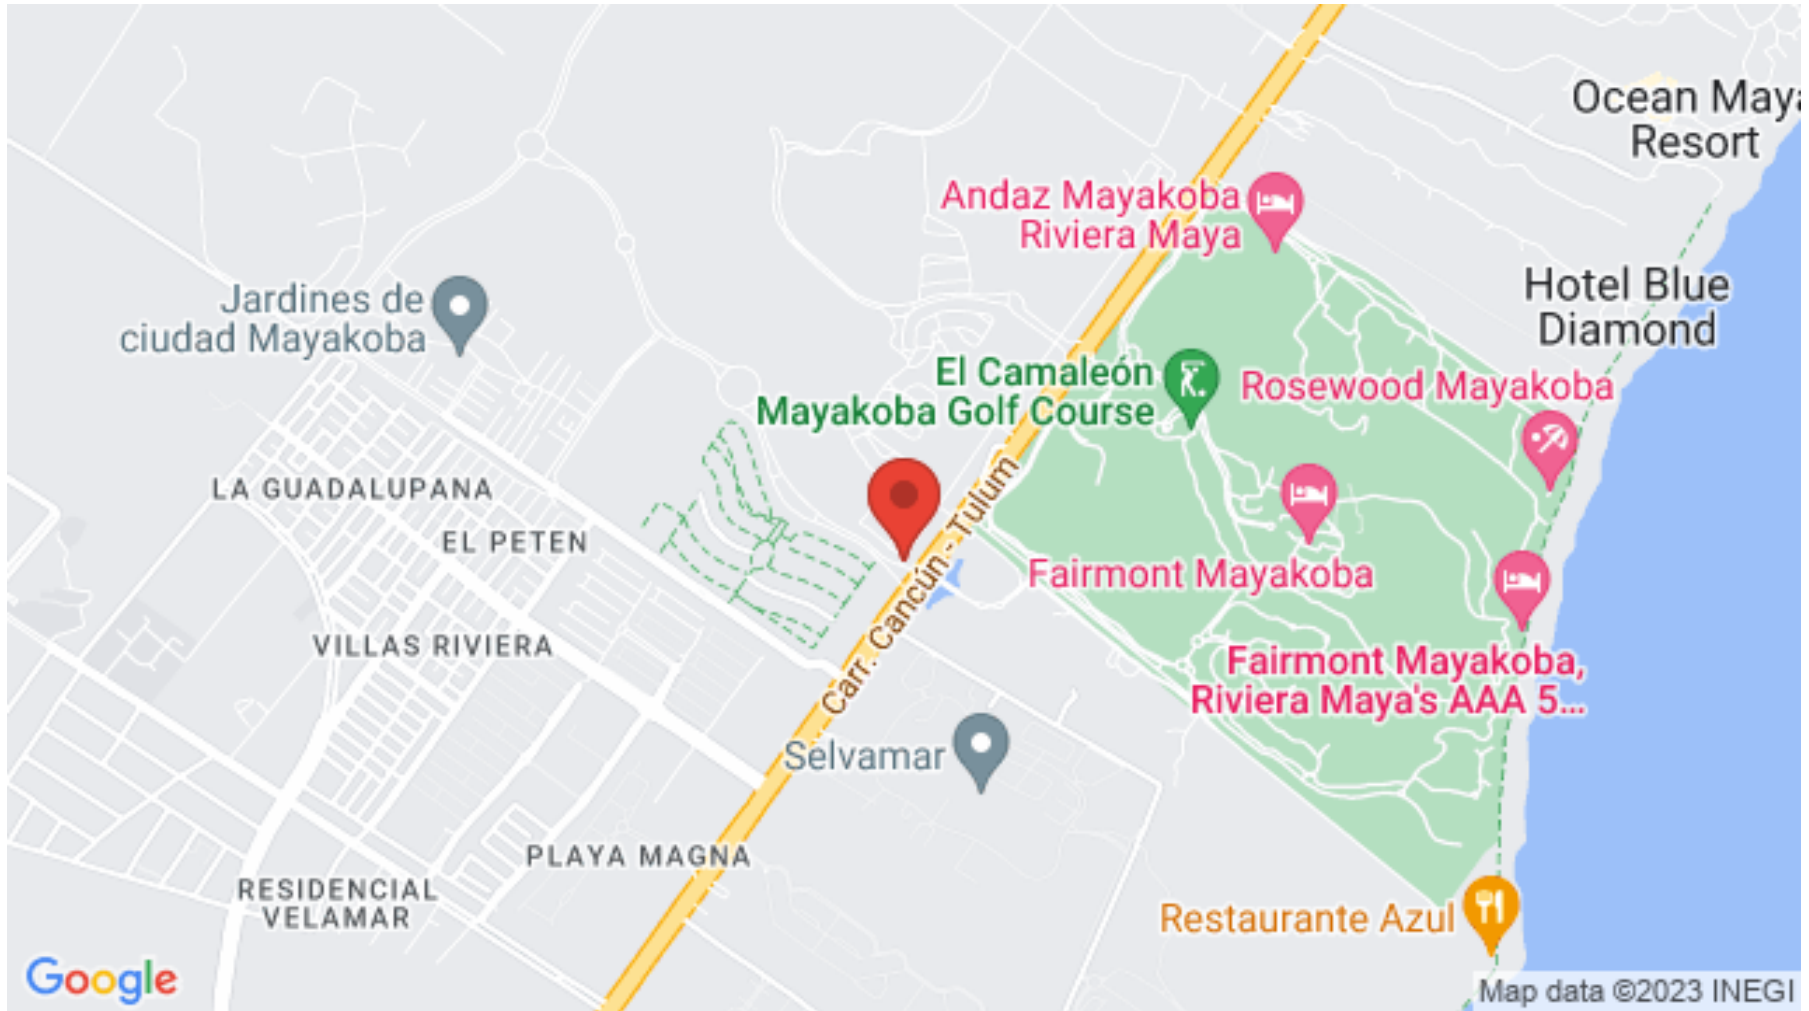 Ocean Maya
Resort
Andaz Mayakoba
Riviera Maya
Hotel Blue
Diamond
Jardines de
ciudad Mayakoba
El Camaleón
Mayakoba Golf Course
Rosewood Mayakoba
LA GUADALUPANA
EL PETEN
Carr. Cancún - Tulum
Fairmont Mayakoba
VILLAS RIVIERA
Fairmont Mayakoba,
Riviera Maya's AAA 5...
Selvamar
PLAYA MAGNA
RESIDENCIAL
VELAMAR
Restaurante Azul
Google
Map data ©2023 INEGI